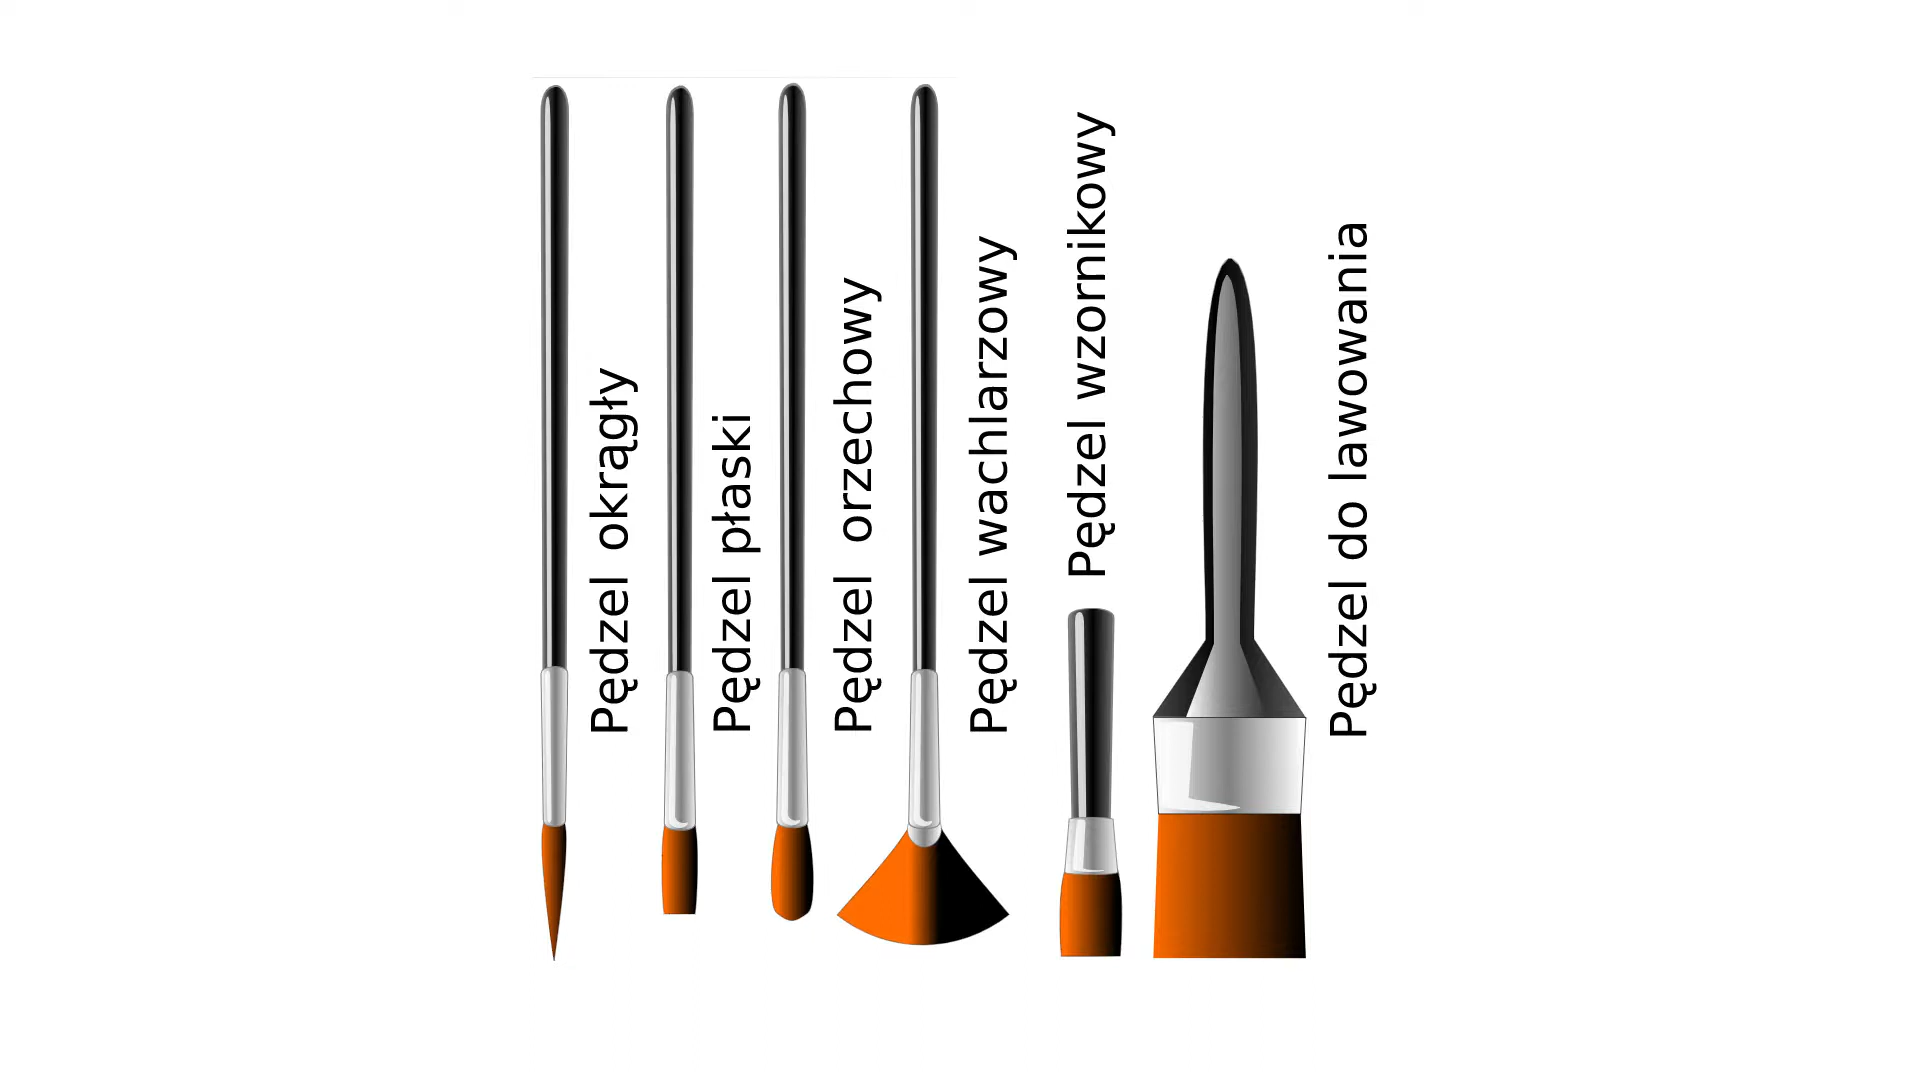 Pędzel okrągły
Pędzel płaski
Pędzel orzechowy
Pędzel wachlarzowy
Pędzel wzornikowy
Pędzel do lawowania